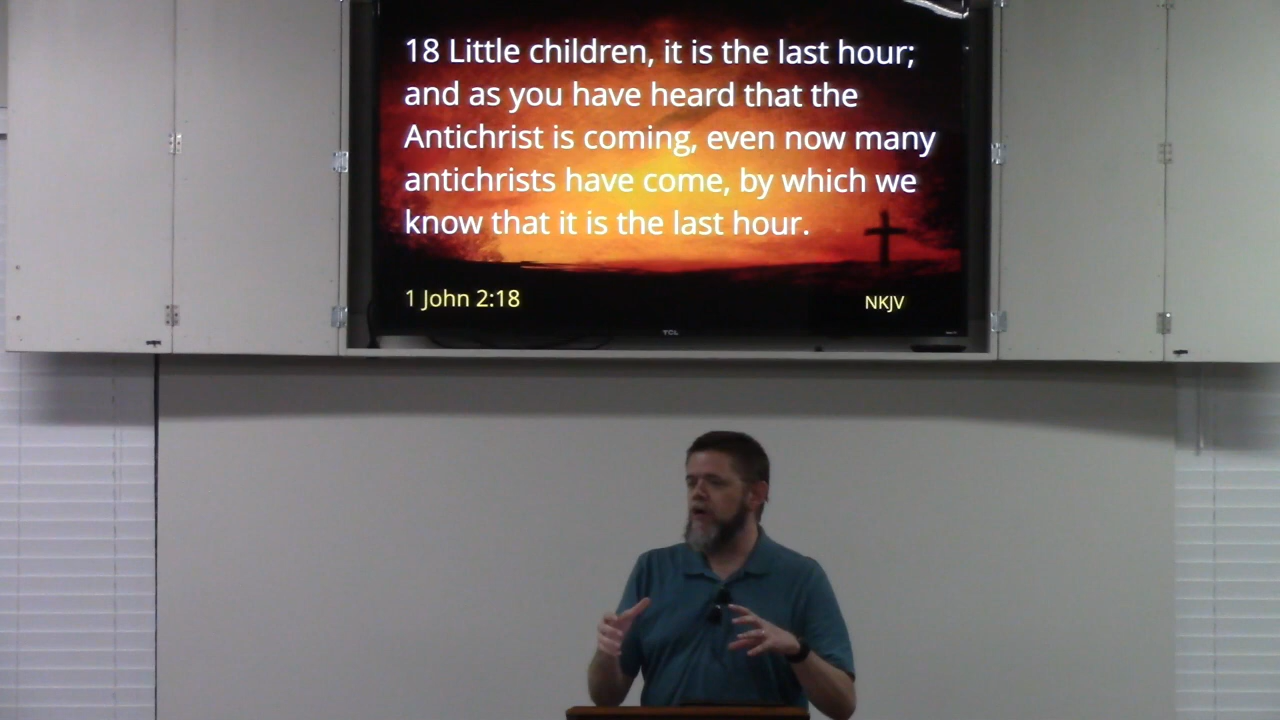 18 Little children, it is the last hour;
and as you have heard that the
Antichrist is coming, even now many
antichrists have come, by which we
know that it is the last hour.
1 John 2:18
NKJV
TCL